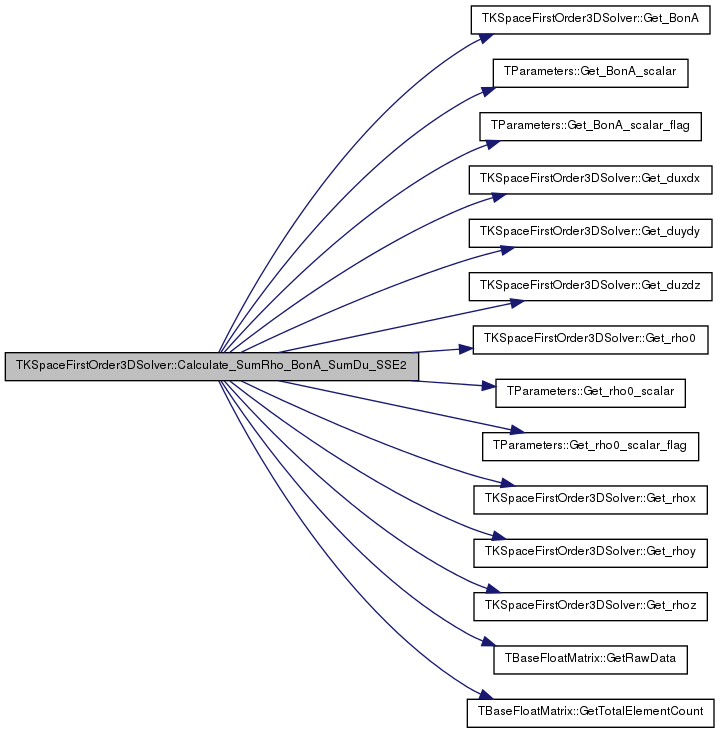 TKSpaceFirstOrder3DSolver::Get_BonA
TParameters::Get_BonA_scalar
TParameters::Get_BonA_scalar_flag
TKSpaceFirstOrder3DSolver::Get_duxdx
TKSpaceFirstOrder3DSolver::Get_duydy
TKSpaceFirstOrder3DSolver::Get_duzdz
TKSpaceFirstOrder3DSolver::Get_rho0
TKSpaceFirstOrder3DSolver::Calculate_SumRho_BonA_SumDu_SSE2
TParameters::Get_rho0_scalar
TParameters::Get_rho0_scalar_flag
TKSpaceFirstOrder3DSolver::Get_rhox
TKSpaceFirstOrder3DSolver::Get_rhoy
TKSpaceFirstOrder3DSolver::Get_rhoz
TBaseFloatMatrix::GetRawData
TBaseFloatMatrix::GetTotalElementCount